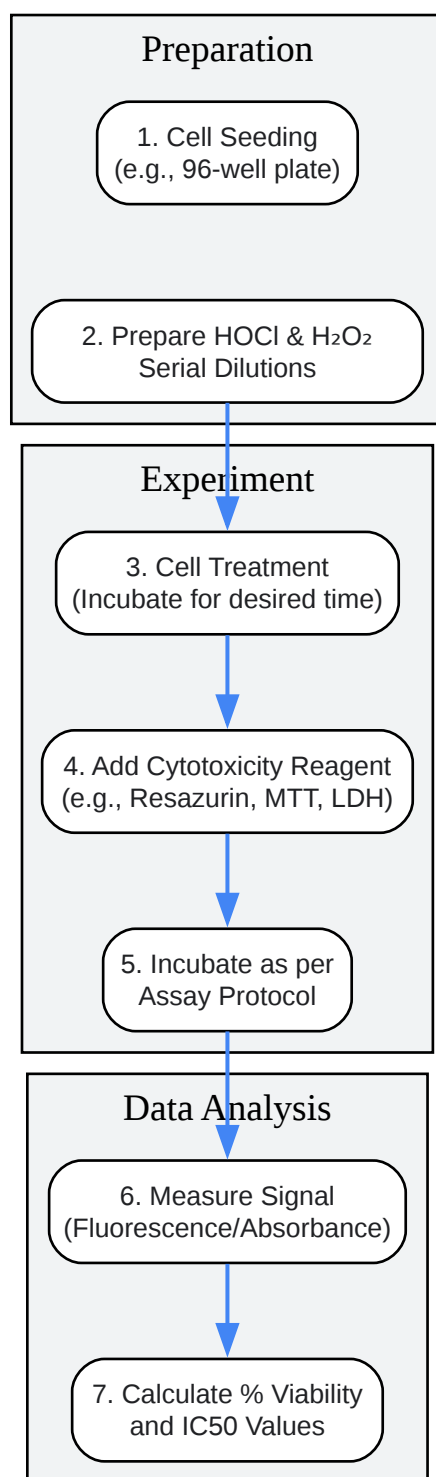 Preparation
1. Cell Seeding
(e.g., 96-well plate)
2. Prepare HOCl & H₂O₂
Serial Dilutions
Experiment
3. Cell Treatment
(Incubate for desired time)
4. Add Cytotoxicity Reagent
(e.g., Resazurin, MTT, LDH)
5. Incubate as per
Assay Protocol
Data Analysis
6. Measure Signal
(Fluorescence/Absorbance)
7. Calculate % Viability
and IC50 Values